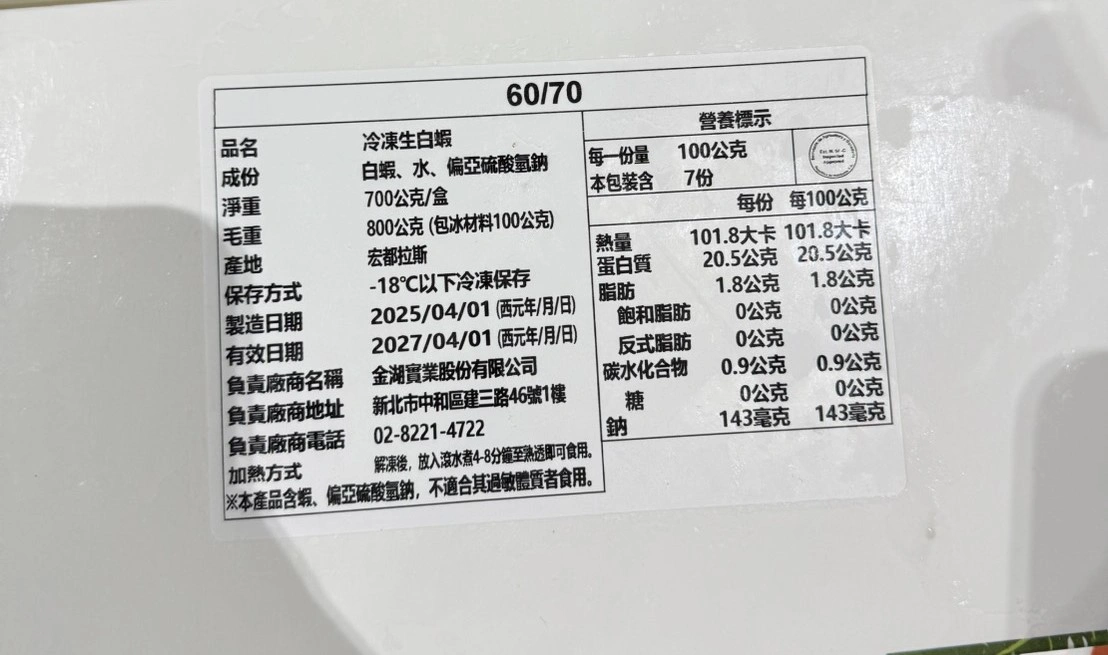 60/70
品名 冷凍生白蝦
成份 白蝦、水、偏亞硫酸氫鈉
淨重 700公克/盒
毛重 800公克 (包冰材料100公克)
產地 宏都拉斯
保存方式 -18℃以下冷凍保存
製造日期 2025/04/01 (西元年/月/日)
有效日期 2027/04/01 (西元年/月/日)
負責廠商名稱 金湖實業股份有限公司
負責廠商地址 新北市中和區建三路46號1樓
負責廠商電話 02-8221-4722
加熱方式 解凍後，放入滾水煮4-8分鐘至熟透即可食用。
※本產品含蝦、偏亞硫酸氫鈉，不適合其過敏體質者食用。
營養標示
每一份量 100公克
本包裝含 7份
每份 每100公克
熱量 101.8大卡 101.8大卡
蛋白質 20.5公克 20.5公克
脂肪 1.8公克 1.8公克
飽和脂肪 0公克 0公克
反式脂肪 0公克 0公克
碳水化合物 0.9公克 0.9公克
糖 0公克 0公克
鈉 143毫克 143毫克